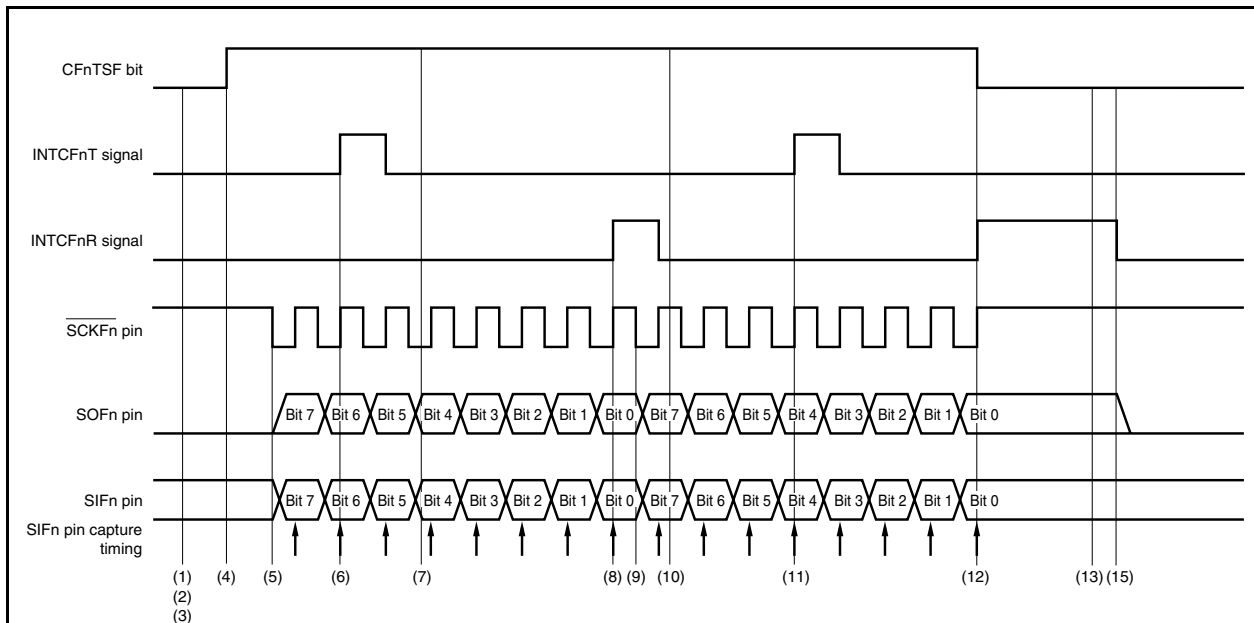 CFnTSF bit
INTCFnT signal
INTCFnR signal
SCKFn pin
SOFn pin
Bit 7 Bit 6 Bit 5 Bit 4 Bit 3 Bit 2 Bit 1 Bit 0 Bit 7 Bit 6 Bit 5 Bit 4 Bit 3 Bit 2 Bit 1 Bit 0
SIFn pin
Bit 7 Bit 6 Bit 5 Bit 4 Bit 3 Bit 2 Bit 1 Bit 0 Bit 7 Bit 6 Bit 5 Bit 4 Bit 3 Bit 2 Bit 1 Bit 0
SIFn pin capture
timing
(1) (4) (5) (6) (7) (8) (9) (10) (11) (12) (13) (15)
(2)
(3)